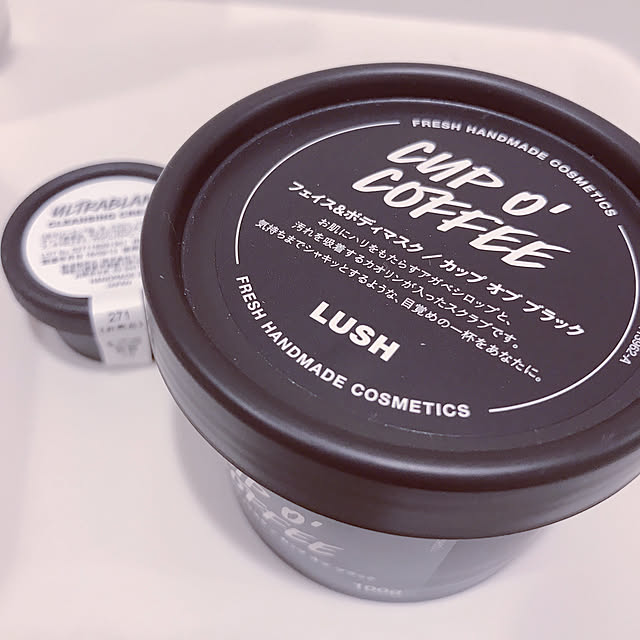 FRESH HANDMADE COSMETICS
CUP O'
COFFEE
フェイス&ボディマスク / カップ オブ ブラック
お肌にハリをもたらすアガベシロップと、
汚れを吸着するカオリンが入ったスクラブです。
気持ちまでシャキッとするような、目覚めの一杯をあなたに。
LUSH
FRESH HANDMADE COSMETICS
CUP O'
COFFEE
100g
ULTRABLAN
CLEANSING CREA
271